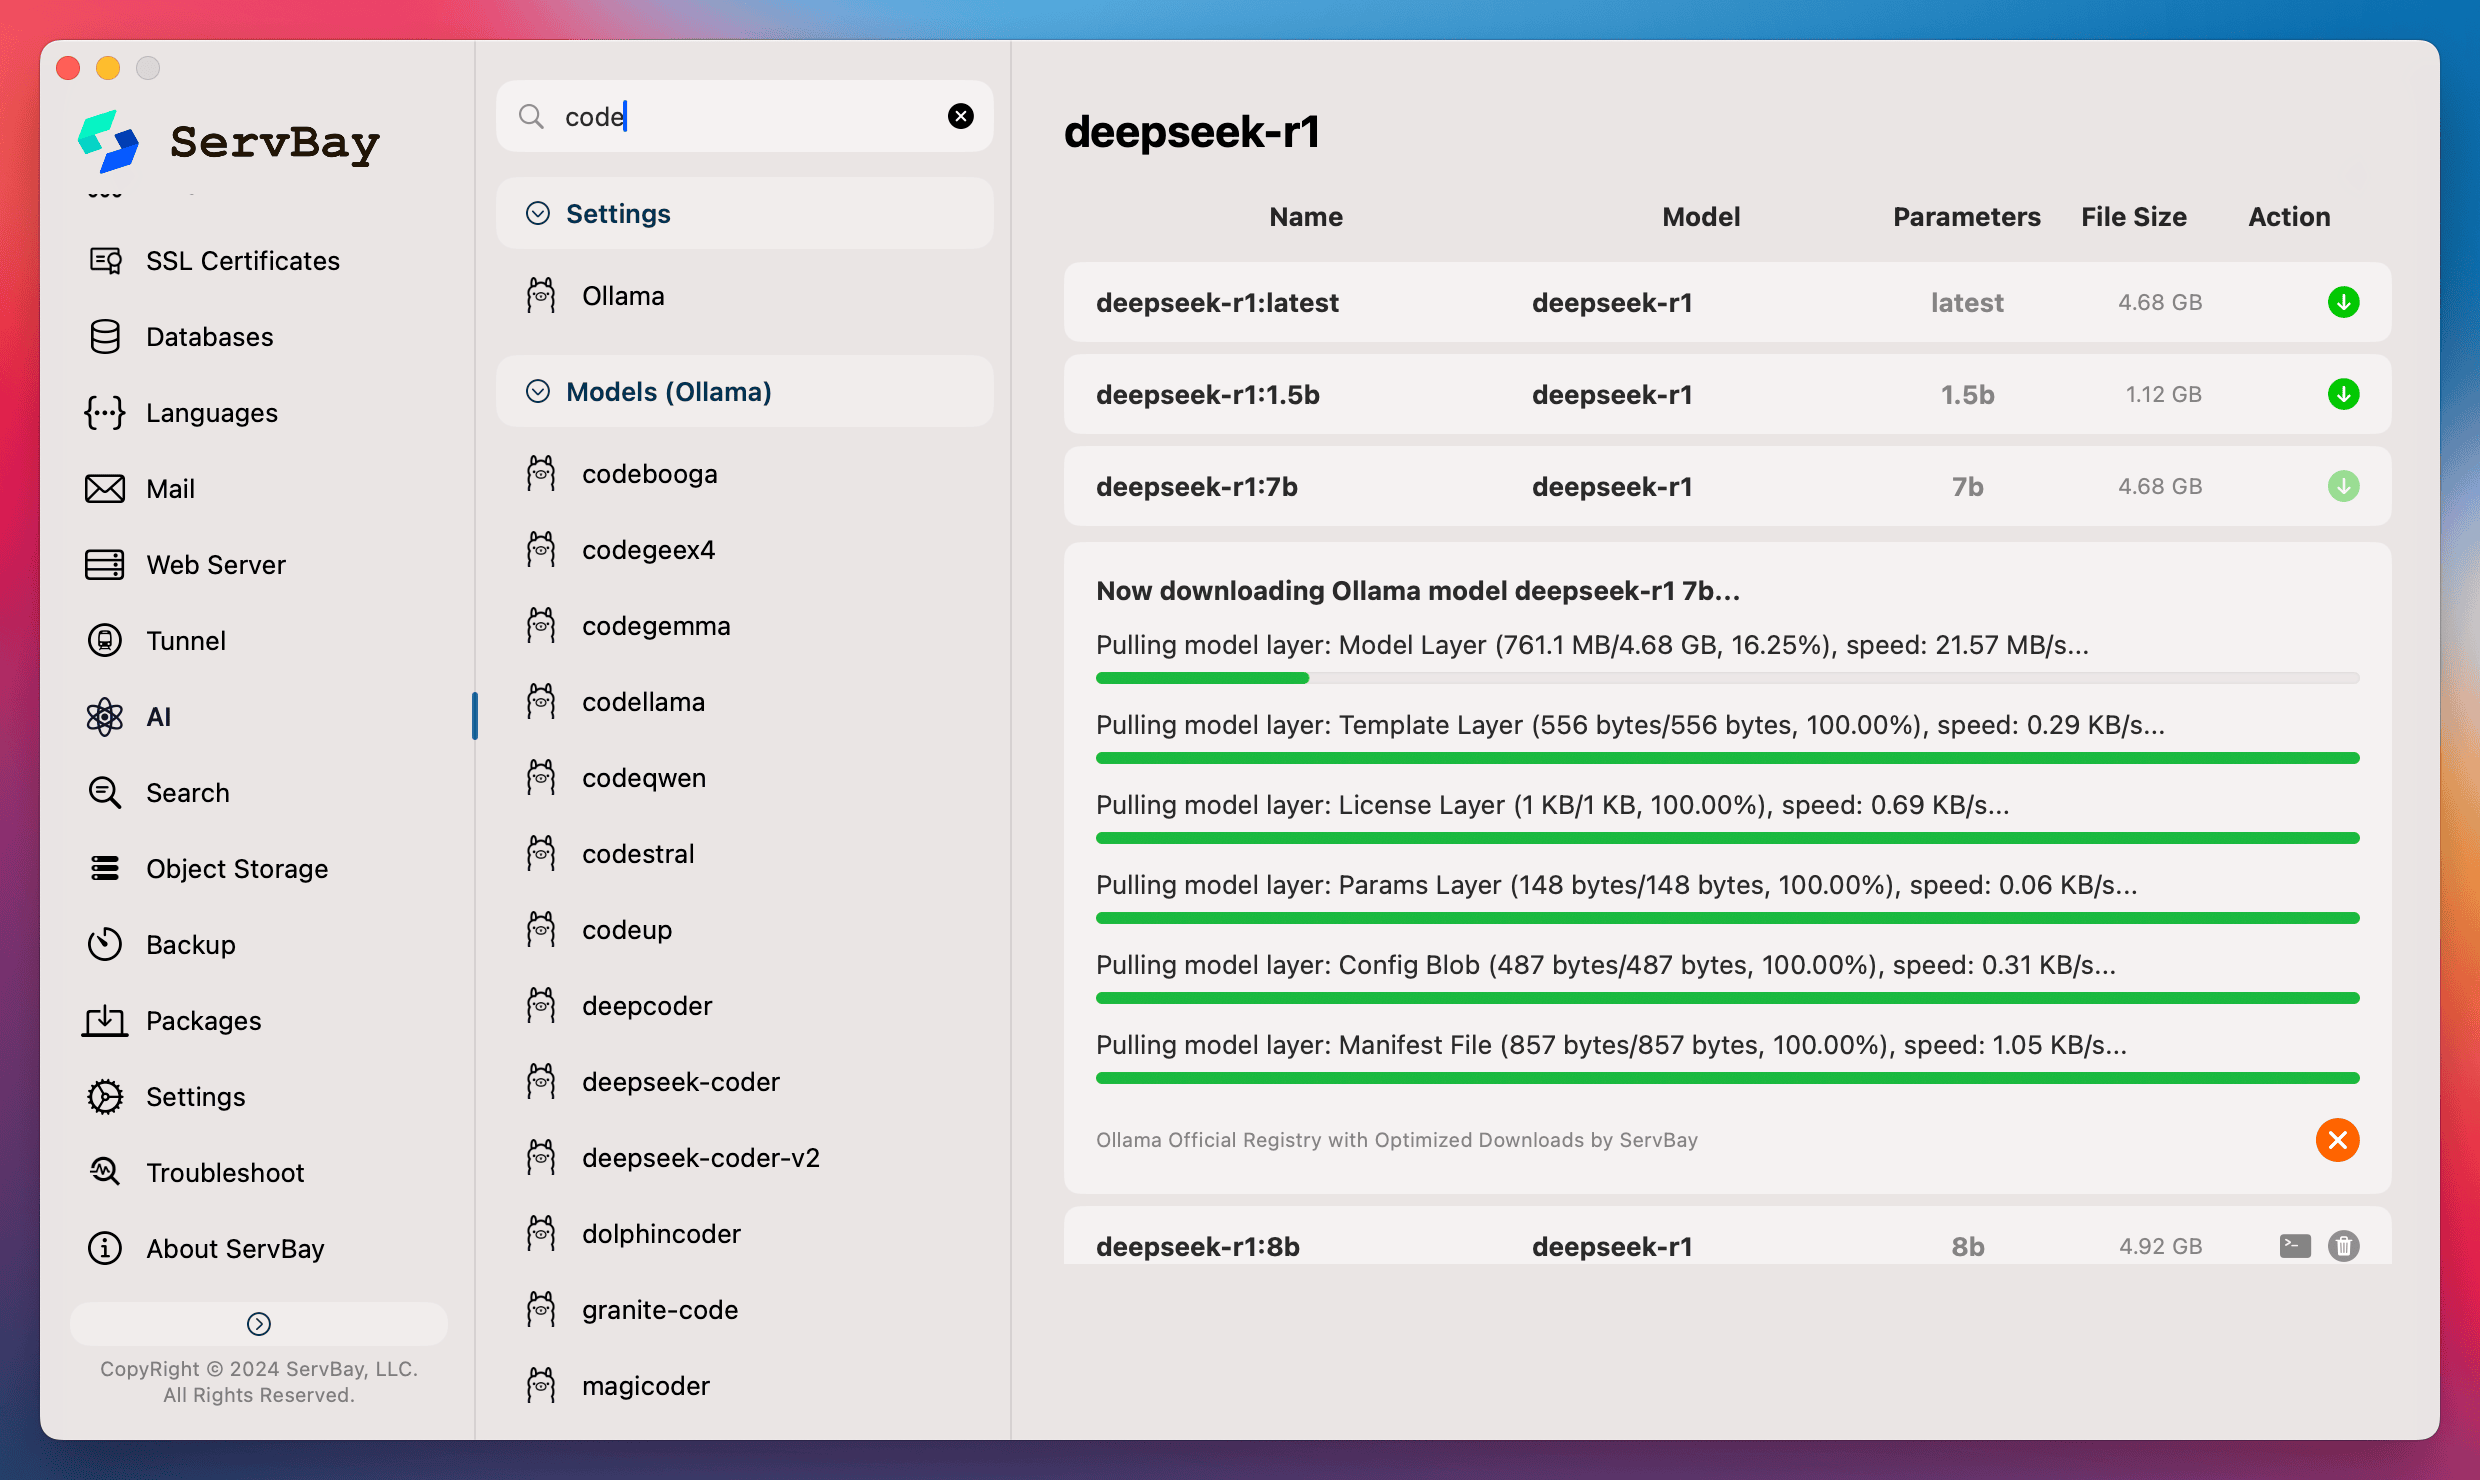 ServBay
SSL Certificates
Databases
Languages
Mail
Web Server
Tunnel
AI
Search
Object Storage
Backup
Packages
Settings
Troubleshoot
About ServBay
CopyRight © 2024 ServBay, LLC.
All Rights Reserved.
code
Settings
Ollama
Models (Ollama)
codebooga
codegeex4
codegemma
codellama
codeqwen
codestral
codeup
deepcoder
deepseek-coder
deepseek-coder-v2
dolphincoder
granite-code
magicoder
deepseek-r1
Name Model Parameters File Size Action
deepseek-r1:latest deepseek-r1 latest 4.68 GB
deepseek-r1:1.5b deepseek-r1 1.5b 1.12 GB
deepseek-r1:7b deepseek-r1 7b 4.68 GB
Now downloading Ollama model deepseek-r1 7b...
Pulling model layer: Model Layer (761.1 MB/4.68 GB, 16.25%), speed: 21.57 MB/s...
Pulling model layer: Template Layer (556 bytes/556 bytes, 100.00%), speed: 0.29 KB/s...
Pulling model layer: License Layer (1 KB/1 KB, 100.00%), speed: 0.69 KB/s...
Pulling model layer: Params Layer (148 bytes/148 bytes, 100.00%), speed: 0.06 KB/s...
Pulling model layer: Config Blob (487 bytes/487 bytes, 100.00%), speed: 0.31 KB/s...
Pulling model layer: Manifest File (857 bytes/857 bytes, 100.00%), speed: 1.05 KB/s...
Ollama Official Registry with Optimized Downloads by ServBay
deepseek-r1:8b deepseek-r1 8b 4.92 GB